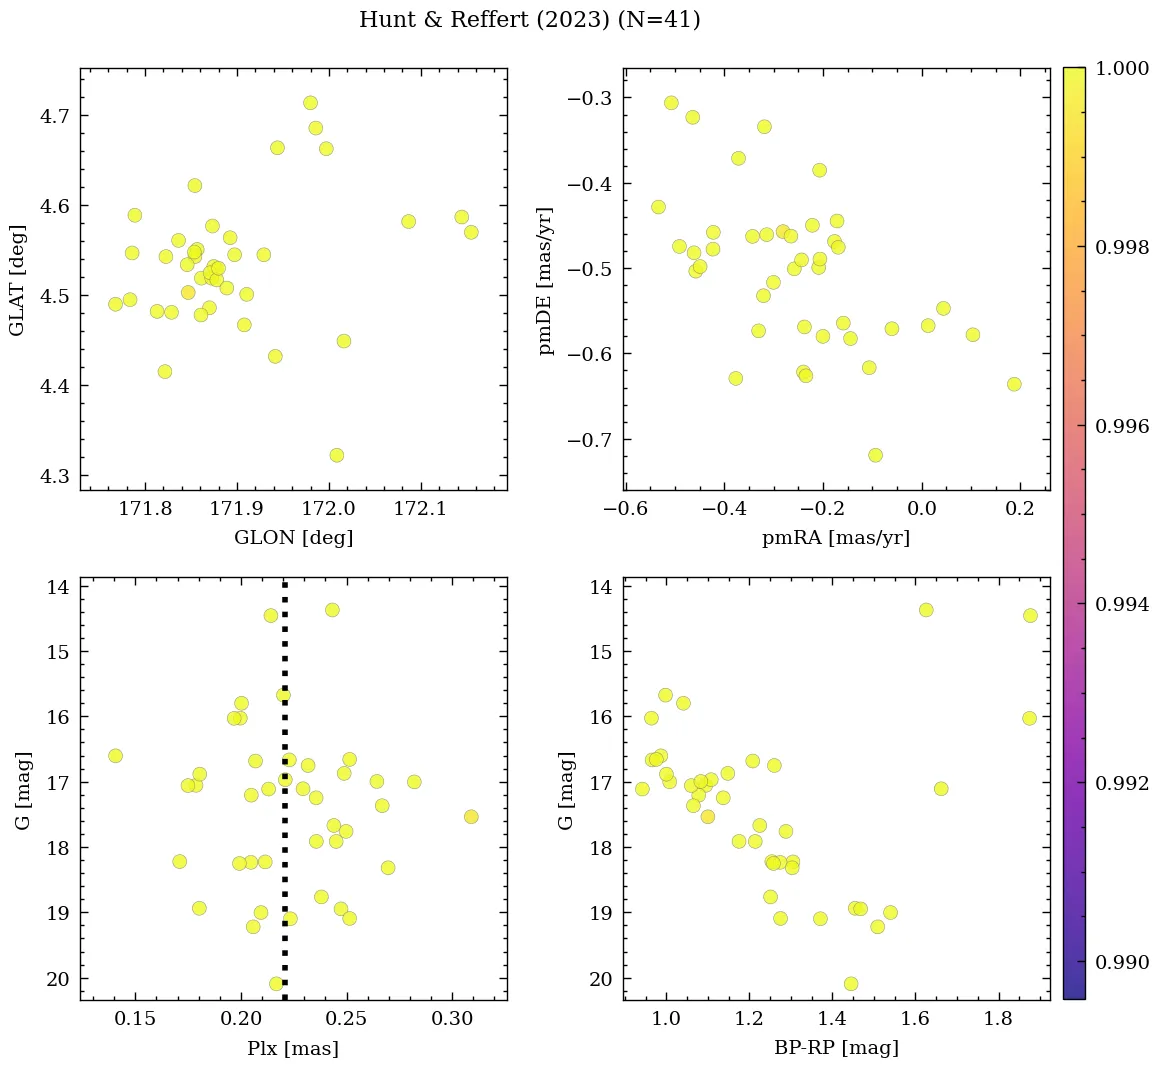 Hunt & Reffert (2023) (N=41)
4.7
4.6
4.5
4.4
4.3
GLAT [deg]
171.8 171.9 172.0 172.1
GLON [deg]
−0.3
−0.4
−0.5
−0.6
−0.7
pmDE [mas/yr]
−0.6 −0.4 −0.2 0.0 0.2
pmRA [mas/yr]
14
15
16
17
18
19
20
G [mag]
0.15 0.20 0.25 0.30
Plx [mas]
14
15
16
17
18
19
20
G [mag]
1.0 1.2 1.4 1.6 1.8
BP-RP [mag]
1.000
0.998
0.996
0.994
0.992
0.990